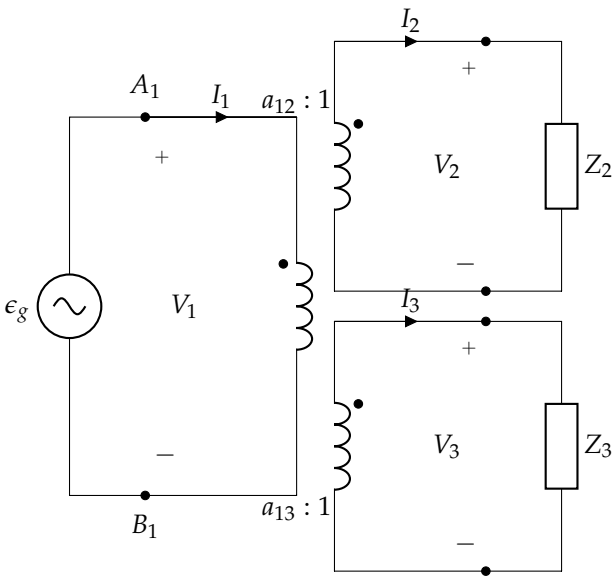 I₂
A₁
I₁
a₁₂ : 1
+
+
V₂
Z₂
−
ϵg
V₁
I₃
+
−
V₃
Z₃
−
B₁
a₁₃ : 1